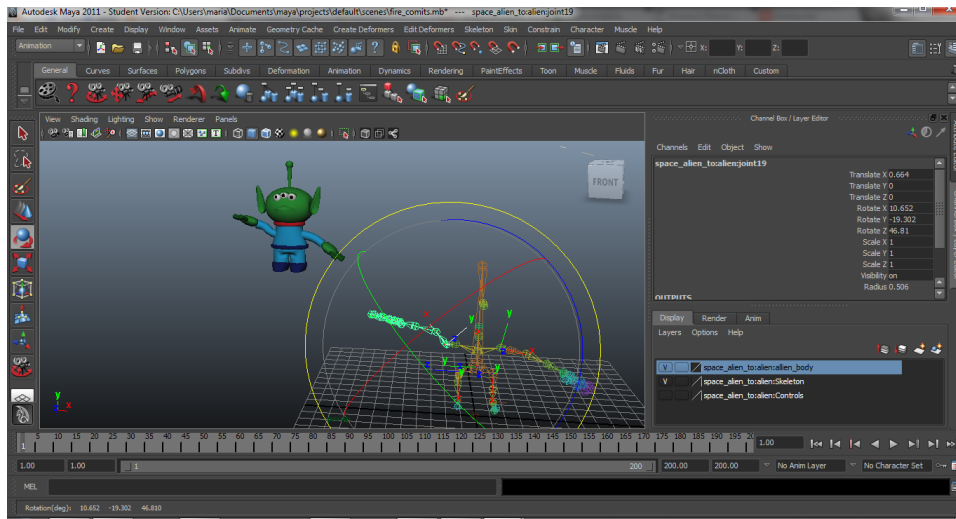 Autodesk Maya 2011 - Student Version: C:\Users\maria\Documents\maya\projects\default\scenes\fire_comits.mb* --- space_alien_to:alien:joint19
File Edit Modify Create Display Window Assets Animate Geometry Cache Create Deformers Edit Deformers Skeleton Skin Constrain Character Muscle Help
Animation X: Y: Z:
General Curves Surfaces Polygons Subdivs Deformation Animation Dynamics Rendering PaintEffects Toon Muscle Fluids Fur Hair nCloth Custom
View Shading Lighting Show Renderer Panels
FRONT
x y y
y y
y
x
Channel Box / Layer Editor
Channels Edit Object Show
space_alien_to:alien:joint19
Translate X 0.664
Translate Y 0
Translate Z 0
Rotate X 10.652
Rotate Y -19.302
Rotate Z 46.81
Scale X 1
Scale Y 1
Scale Z 1
Visibility on
Radius 0.506
OUTPUTS
Display Render Anim
Layers Options Help
V space_alien_to:alien:allien_body
V space_alien_to:alien:Skeleton
space_alien_to:alien:Controls
1 5 10 15 20 25 30 35 40 45 50 55 60 65 70 75 80 85 90 95 100 105 110 115 120 125 130 135 140 145 150 155 160 165 170 175 180 185 190 195 1.00
1.00 1.00 1 200 200.00 200.00 No Anim Layer No Character Set
MEL
Rotation(deg): 10.652 -19.302 46.810